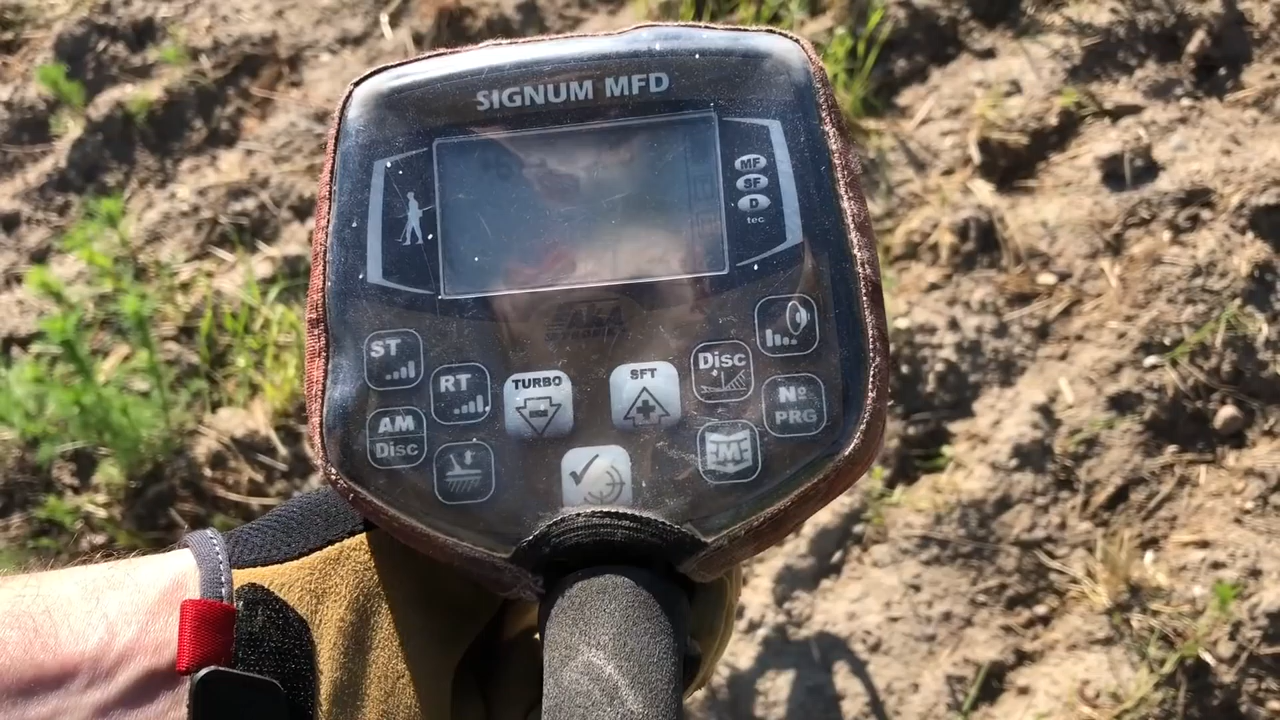 SIGNUM MFD
MF
SF
D
tec
ST
RT
TURBO
SFT
Disc
AM
Disc
Nº
PRG
M